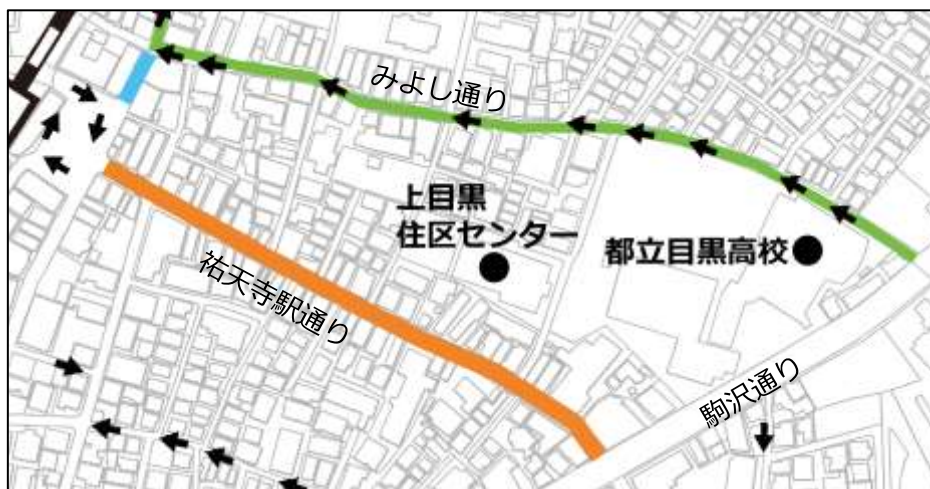 みよし通り
上目黒
住区センター
都立目黒高校
祐天寺駅通り
駒沢通り